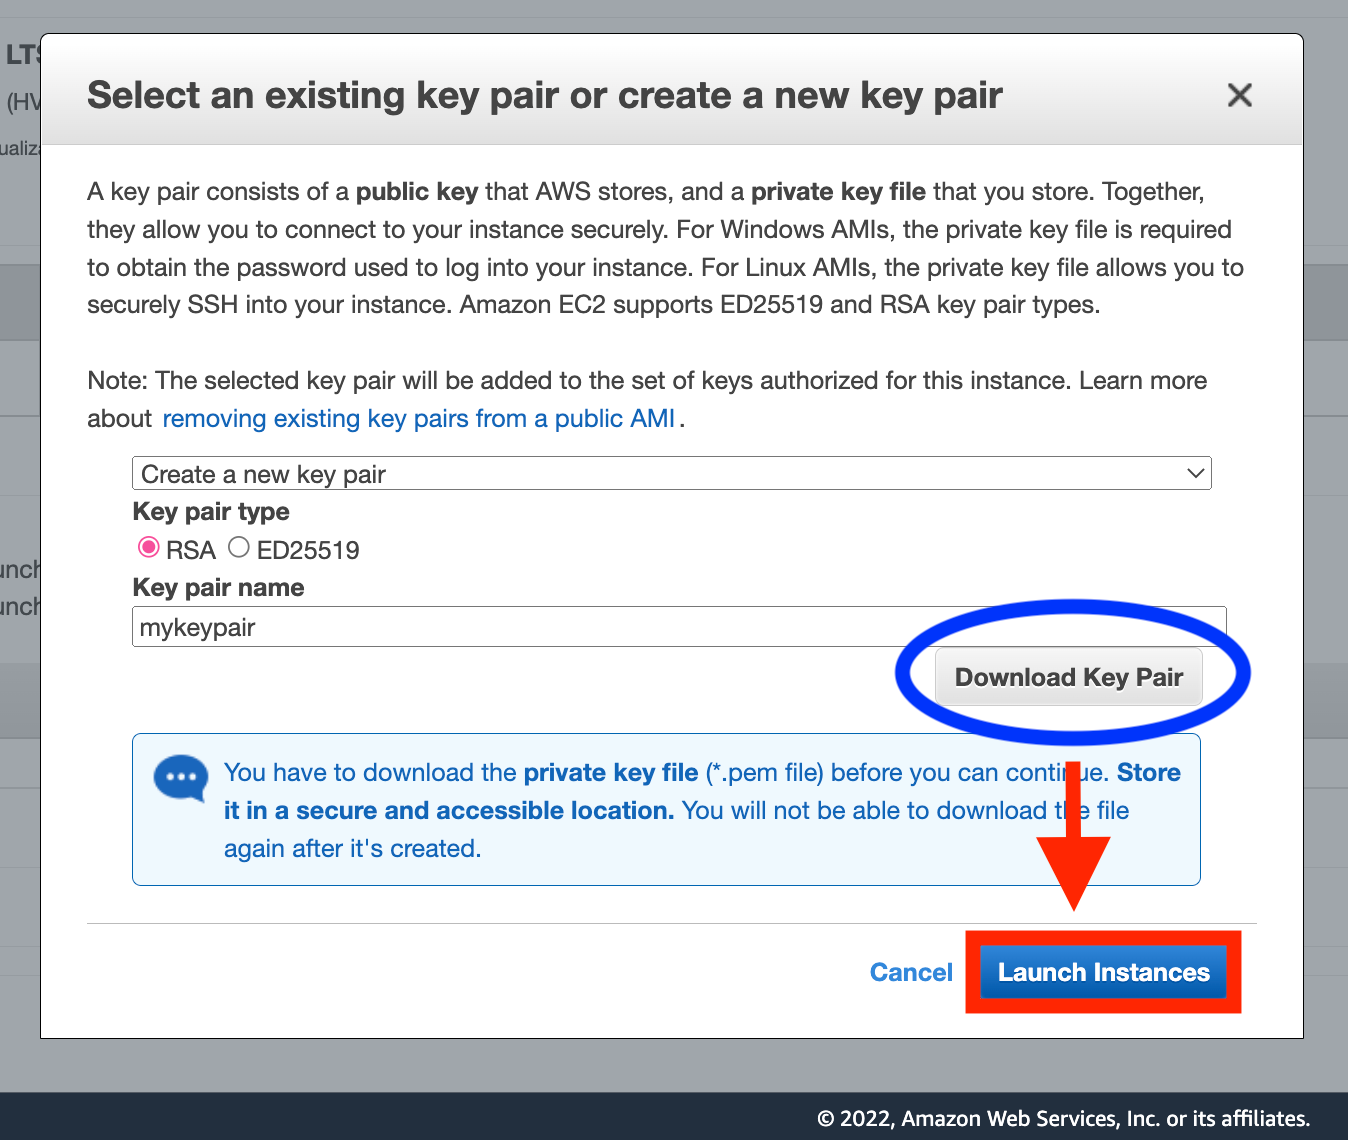 LTS
Select an existing key pair or create a new key pair
(HV
ualiza
A key pair consists of a public key that AWS stores, and a private key file that you store. Together,
they allow you to connect to your instance securely. For Windows AMIs, the private key file is required
to obtain the password used to log into your instance. For Linux AMIs, the private key file allows you to
securely SSH into your instance. Amazon EC2 supports ED25519 and RSA key pair types.
Note: The selected key pair will be added to the set of keys authorized for this instance. Learn more
about removing existing key pairs from a public AMI.
Create a new key pair
Key pair type
RSA ED25519
unch
Key pair name
unch
mykeypair
Download Key Pair
You have to download the private key file (*.pem file) before you can continue. Store
it in a secure and accessible location. You will not be able to download the file
again after it's created.
Cancel Launch Instances
© 2022, Amazon Web Services, Inc. or its affiliates.